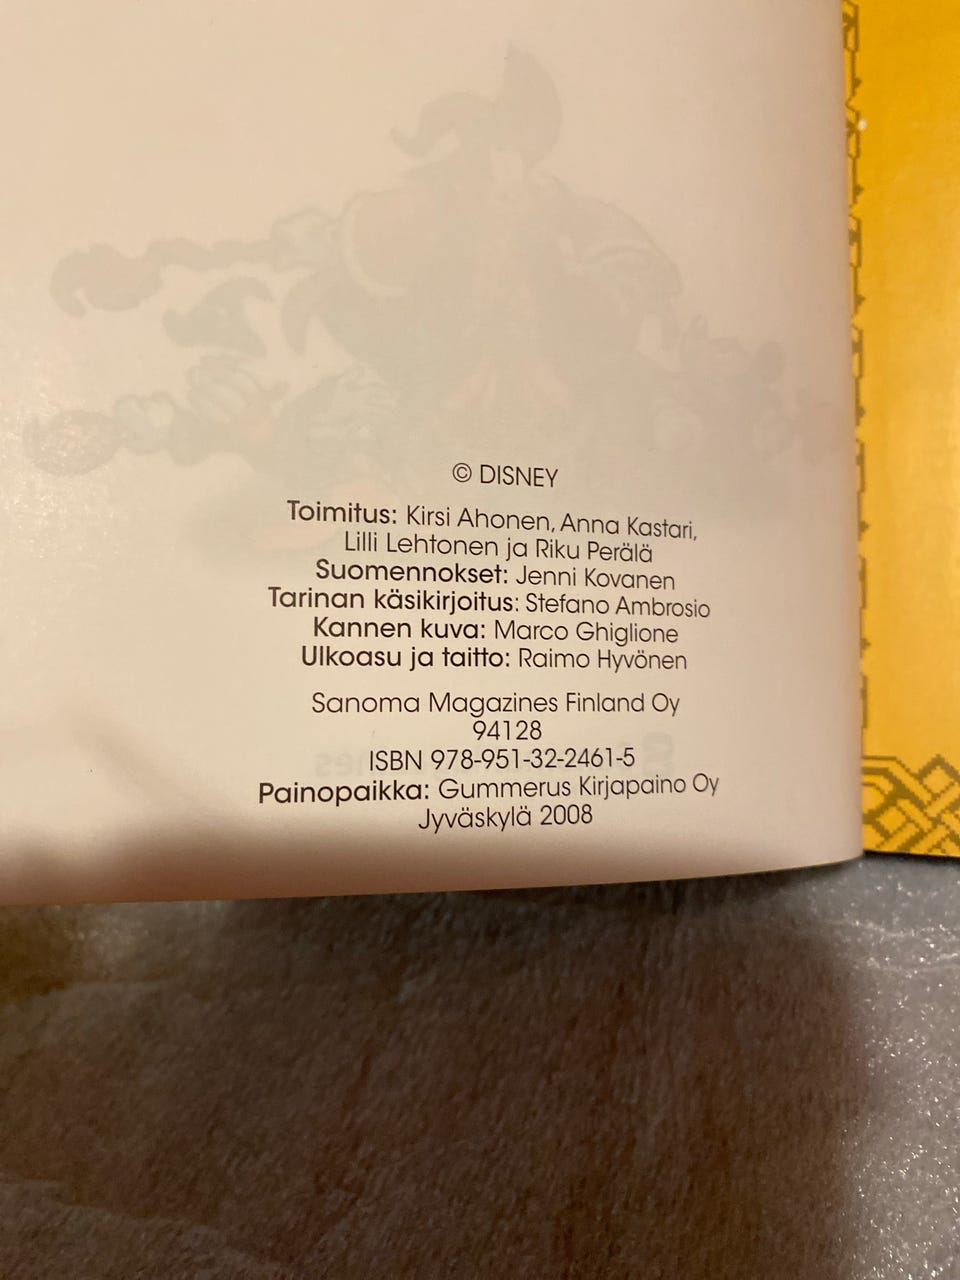 © DISNEY
Toimitus: Kirsi Ahonen, Anna Kastari,
Lilli Lehtonen ja Riku Perälä
Suomennokset: Jenni Kovanen
Tarinan käsikirjoitus: Stefano Ambrosio
Kannen kuva: Marco Ghiglione
Ulkoasu ja taitto: Raimo Hyvönen
Sanoma Magazines Finland Oy
94128
ISBN 978-951-32-2461-5
Painopaikka: Gummerus Kirjapaino Oy
Jyväskylä 2008